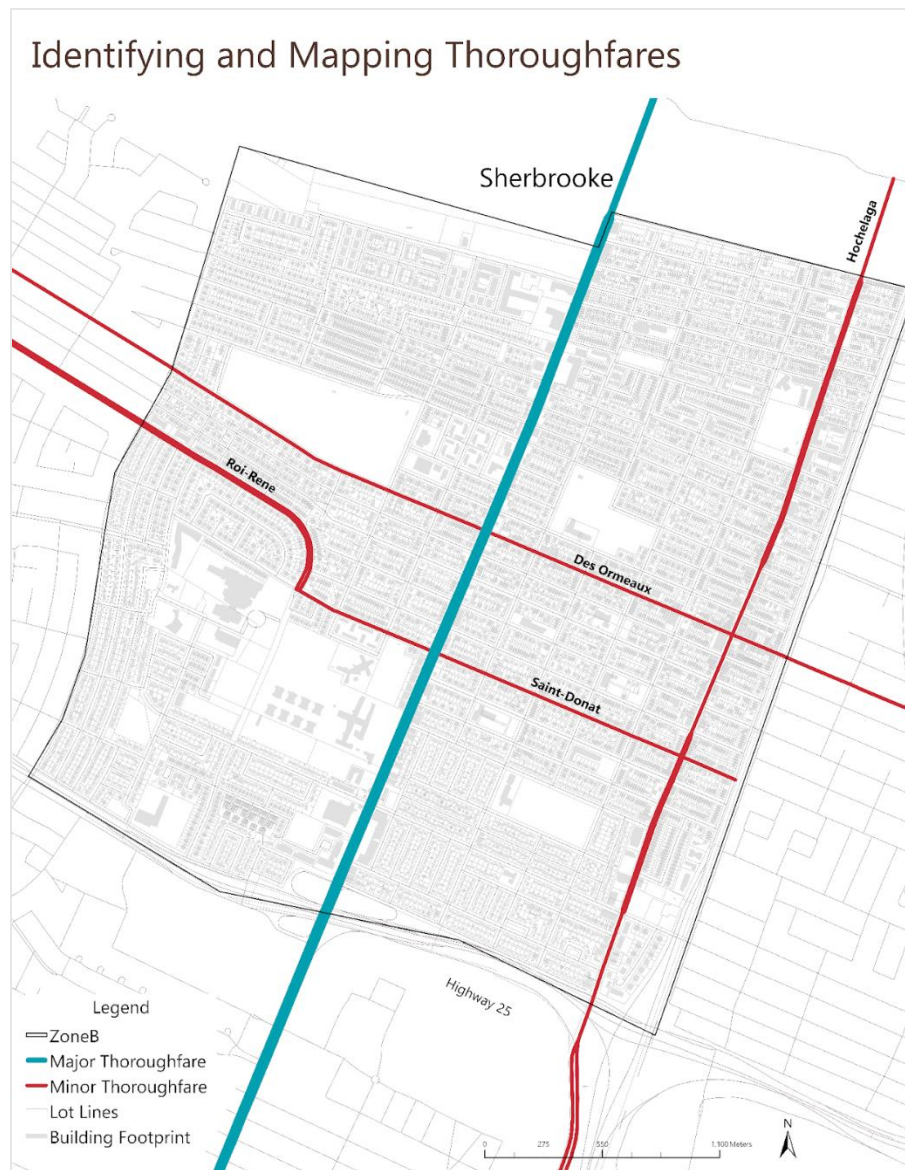 Identifying and Mapping Thoroughfares
Sherbrooke
Hochelaga
Roi-Rene
Des Ormeaux
Saint-Donat
Highway 25
Legend
ZoneB
Major Thoroughfare
Minor Thoroughfare
Lot Lines
Building Footprint
0 275 550 1,100 Meters
N